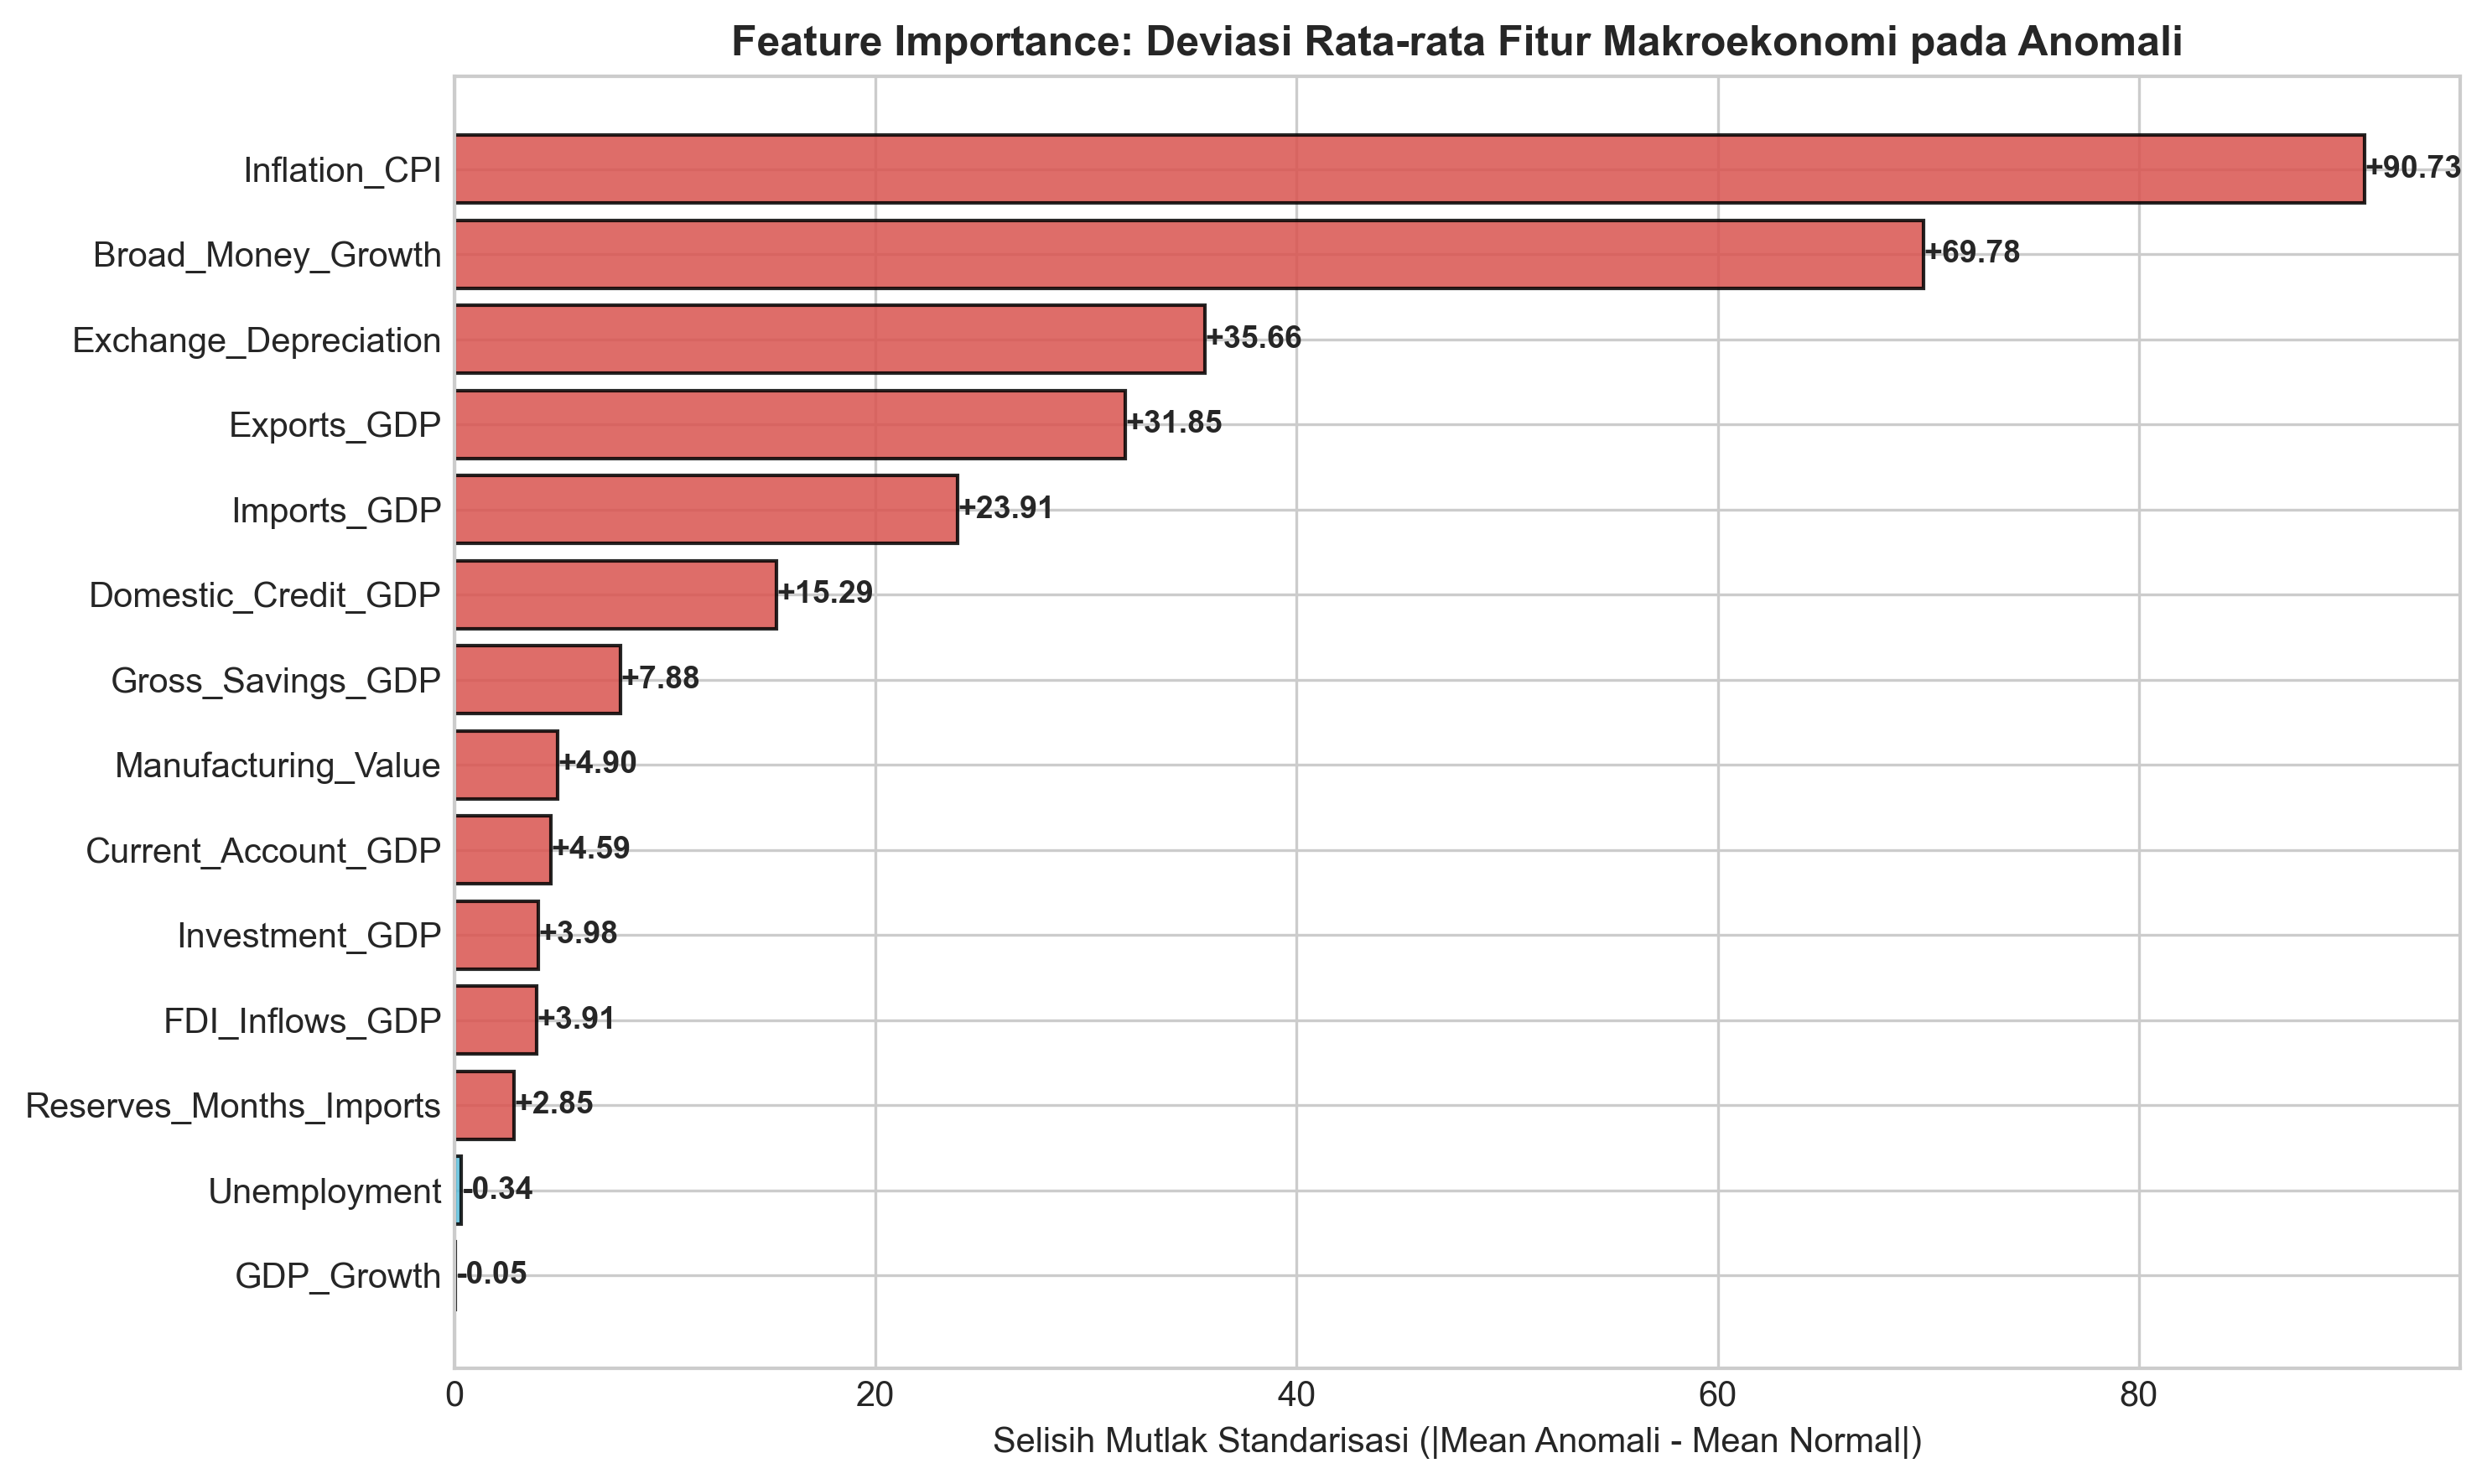 Feature Importance: Deviasi Rata-rata Fitur Makroekonomi pada Anomali
Inflation_CPI +90.73
Broad_Money_Growth +69.78
Exchange_Depreciation +35.66
Exports_GDP +31.85
Imports_GDP +23.91
Domestic_Credit_GDP +15.29
Gross_Savings_GDP +7.88
Manufacturing_Value +4.90
Current_Account_GDP +4.59
Investment_GDP +3.98
FDI_Inflows_GDP +3.91
Reserves_Months_Imports +2.85
Unemployment -0.34
GDP_Growth -0.05
0 20 40 60 80
Selisih Mutlak Standarisasi (|Mean Anomali - Mean Normal|)